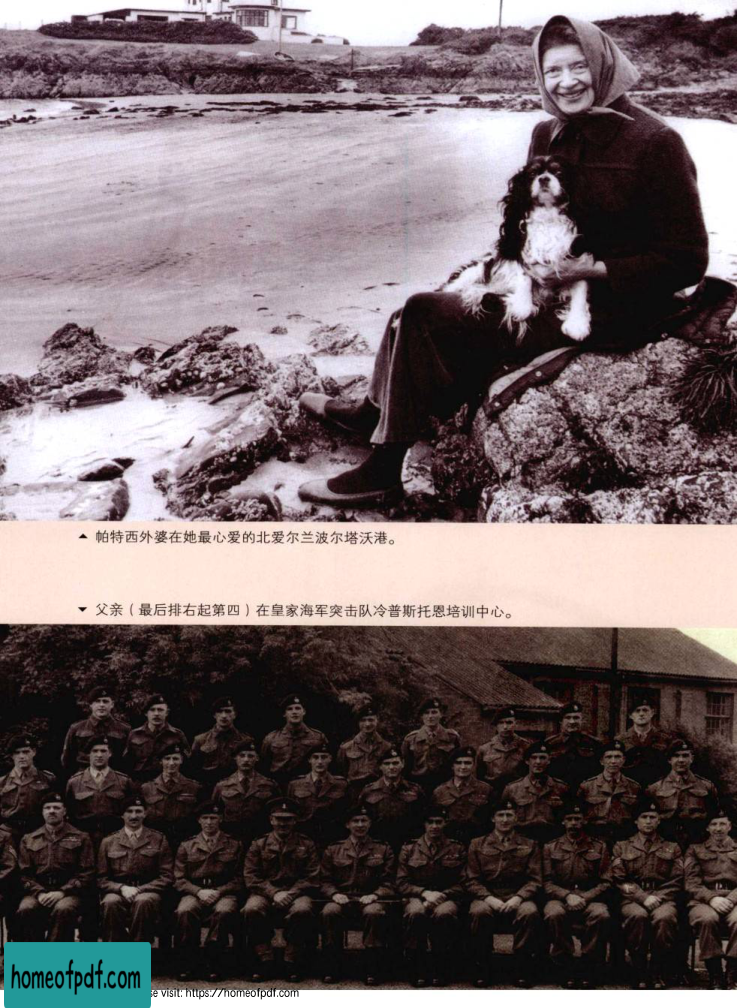 ▲ 帕特西外婆在她最心爱的北爱尔兰波尔塔沃港。
▼ 父亲（最后排右起第四）在皇家海军突击队冷普斯托恩培训中心。
homeofpdf.com
se visit: https://homeofpdf.com